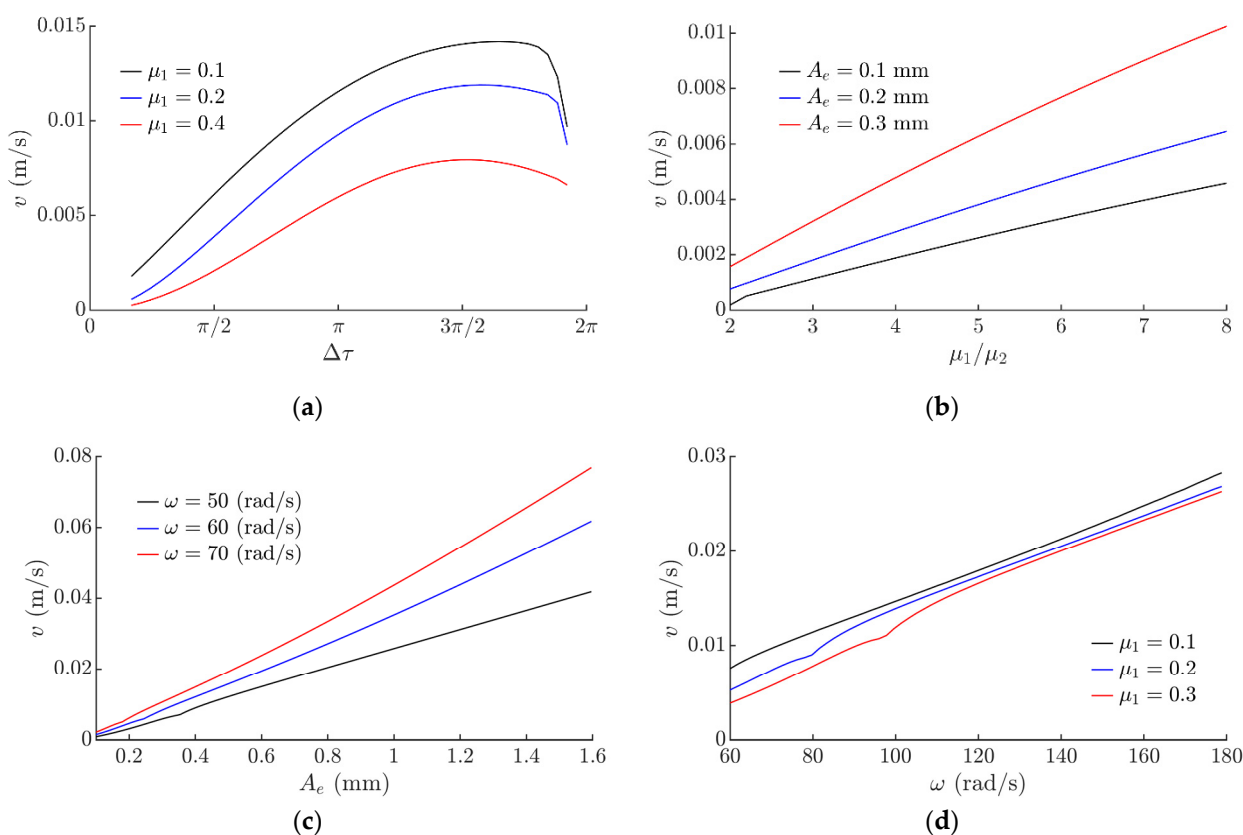 0.015
0.01
0.005
0
v (m/s)
μ₁ = 0.1
μ₁ = 0.2
μ₁ = 0.4
0 π/2 π 3π/2 2π
Δτ
(a)
0.01
0.008
0.006
0.004
0.002
0
v (m/s)
Aₑ = 0.1 mm
Aₑ = 0.2 mm
Aₑ = 0.3 mm
2 3 4 5 6 7 8
μ₁/μ₂
(b)
0.08
0.06
0.04
0.02
0
v (m/s)
ω = 50 (rad/s)
ω = 60 (rad/s)
ω = 70 (rad/s)
0.2 0.4 0.6 0.8 1 1.2 1.4 1.6
Aₑ (mm)
(c)
0.03
0.02
0.01
0
v (m/s)
μ₁ = 0.1
μ₁ = 0.2
μ₁ = 0.3
60 80 100 120 140 160 180
ω (rad/s)
(d)